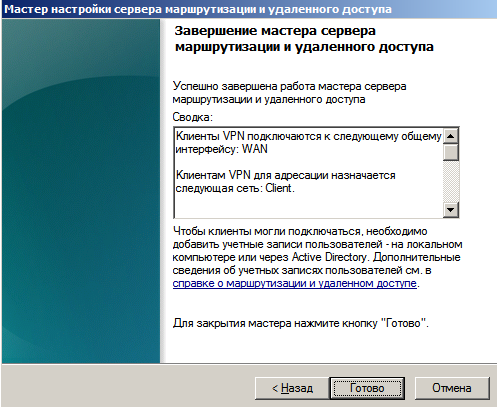 Мастер настройки сервера маршрутизации и удаленного доступа
Завершение мастера сервера
маршрутизации и удаленного доступа
Успешно завершена работа мастера сервера
маршрутизации и удаленного доступа
Сводка:
Клиенты VPN подключаются к следующему общему
интерфейсу: WAN
Клиентам VPN для адресации назначается
следующая сеть: Client.
Чтобы клиенты могли подключаться, необходимо
добавить учетные записи пользователей - на локальном
компьютере или через Active Directory. Дополнительные
сведения об учетных записях пользователей см. в
справке о маршрутизации и удаленном доступе.
Для закрытия мастера нажмите кнопку "Готово".
< Назад
Готово
Отмена